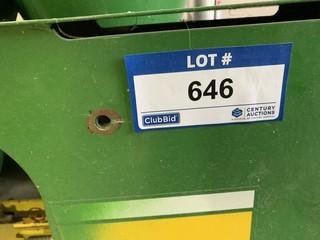 LOT #
646
ClubBid
CENTURY
AUCTIONS